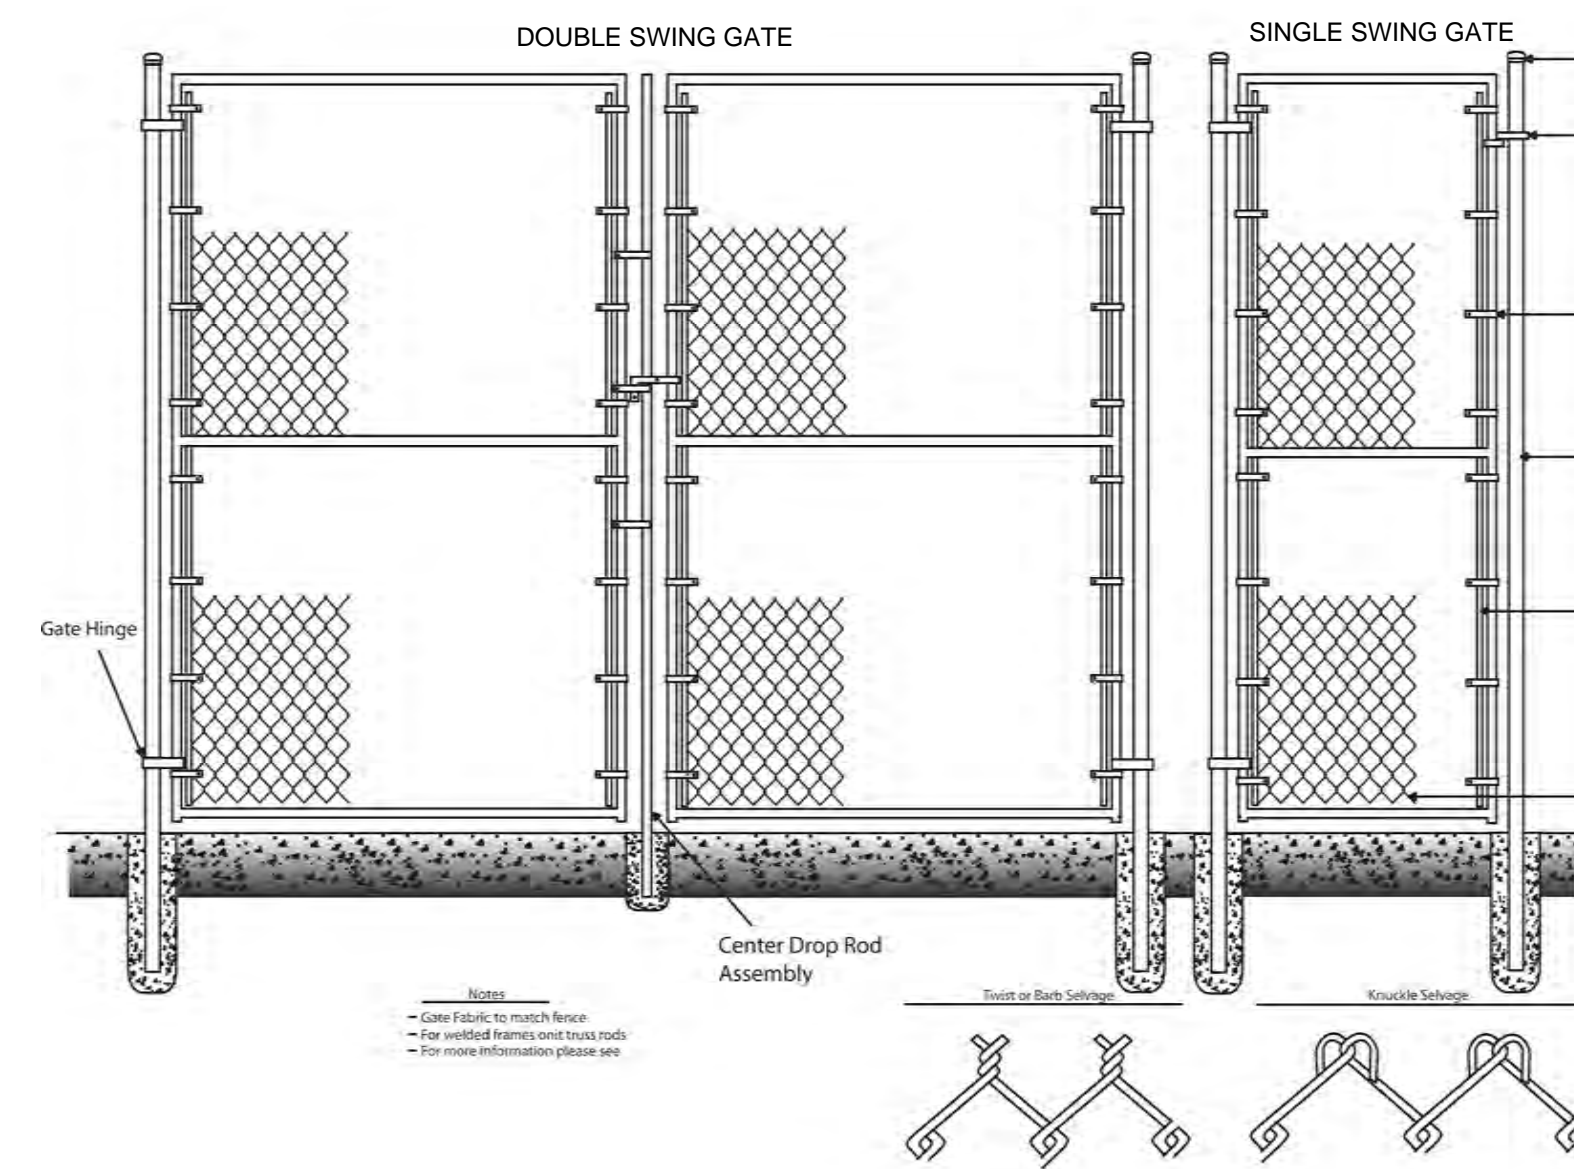 DOUBLE SWING GATE
SINGLE SWING GATE
Gate Hinge
Center Drop Rod
Assembly
Notes
– Gate Fabric to match fence
– For welded frames onit truss rods
– For more information please see
Twist or Barb Selvage
Knuckle Selvage